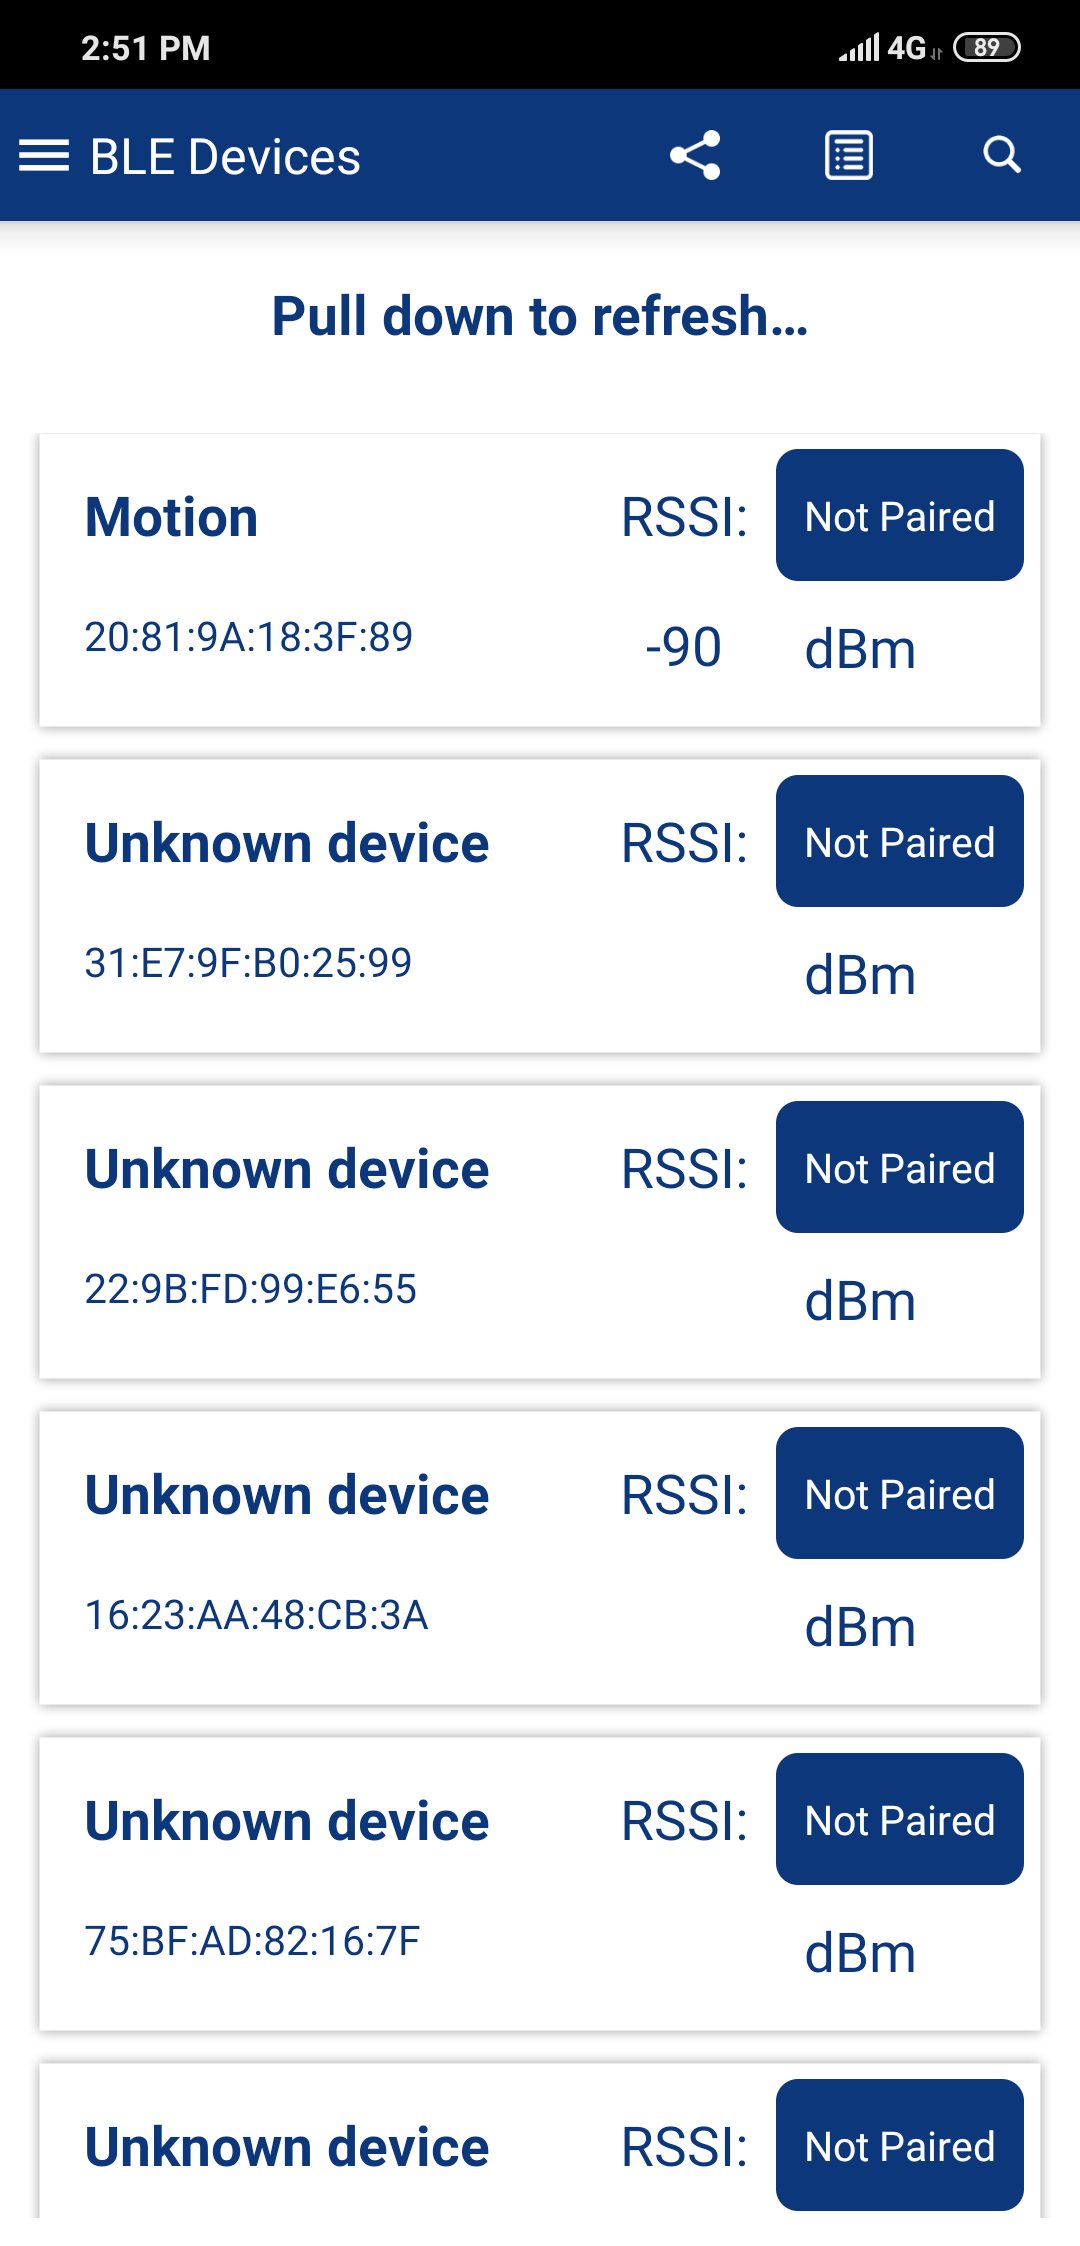 2:51 PM 4G 89
BLE Devices
Pull down to refresh...
Motion RSSI: Not Paired
20:81:9A:18:3F:89 -90 dBm
Unknown device RSSI: Not Paired
31:E7:9F:B0:25:99 dBm
Unknown device RSSI: Not Paired
22:9B:FD:99:E6:55 dBm
Unknown device RSSI: Not Paired
16:23:AA:48:CB:3A dBm
Unknown device RSSI: Not Paired
75:BF:AD:82:16:7F dBm
Unknown device RSSI: Not Paired